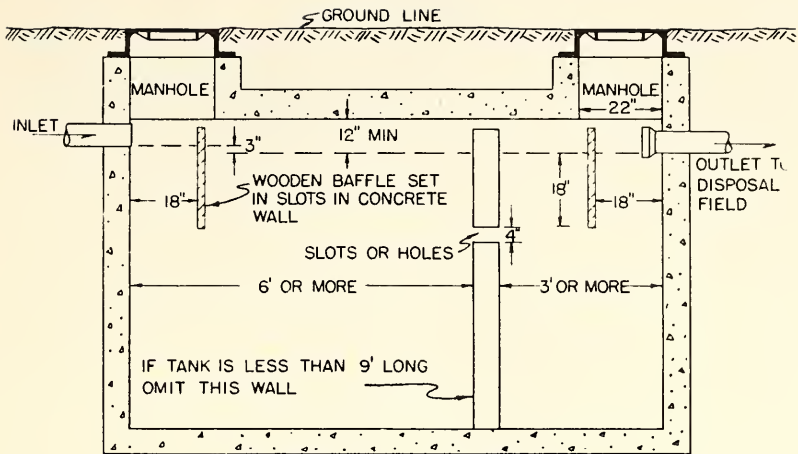 GROUND LINE
MANHOLE
MANHOLE
22"
INLET
12" MIN
3"
OUTLET TO
DISPOSAL
FIELD
WOODEN BAFFLE SET
IN SLOTS IN CONCRETE
WALL
18"
18"
18"
4"
SLOTS OR HOLES
6' OR MORE
3' OR MORE
IF TANK IS LESS THAN 9' LONG
OMIT THIS WALL